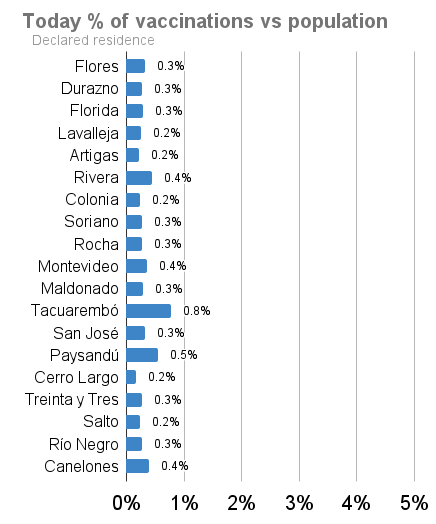 Today % of vaccinations vs population
Declared residence
Flores 0.3%
Durazno 0.3%
Florida 0.3%
Lavalleja 0.2%
Artigas 0.2%
Rivera 0.4%
Colonia 0.2%
Soriano 0.3%
Rocha 0.3%
Montevideo 0.4%
Maldonado 0.3%
Tacuarembó 0.8%
San José 0.3%
Paysandú 0.5%
Cerro Largo 0.2%
Treinta y Tres 0.3%
Salto 0.2%
Río Negro 0.3%
Canelones 0.4%
0% 1% 2% 3% 4% 5%